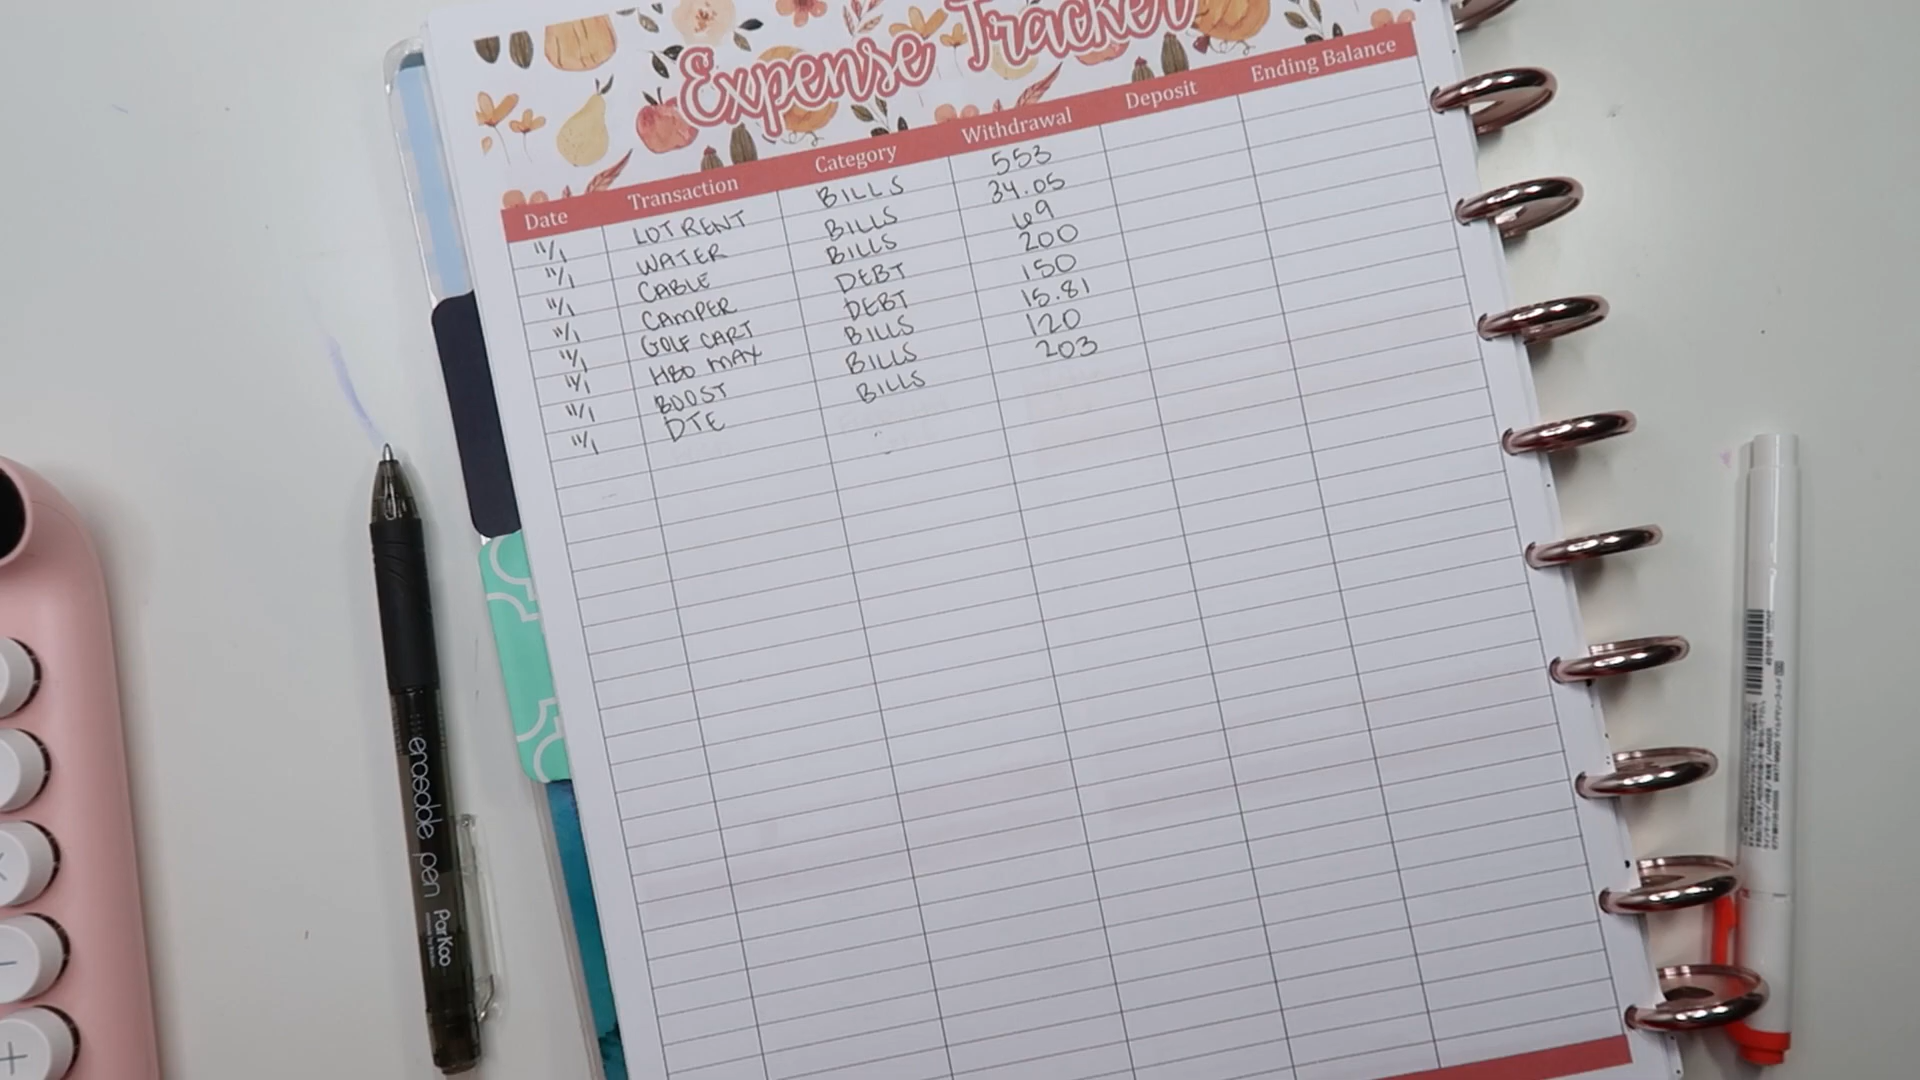 Expense Tracker
Date Transaction Category Withdrawal Deposit Ending Balance
11/1 LOT RENT BILLS 553
11/1 WATER BILLS 34.05
11/1 CABLE BILLS 69
11/1 CAMPER DEBT 200
11/1 GOLF CART DEBT 150
11/1 HBO MAX BILLS 15.81
11/1 BOOST BILLS 120
11/1 DTE BILLS 203
erasable pen ParKoo